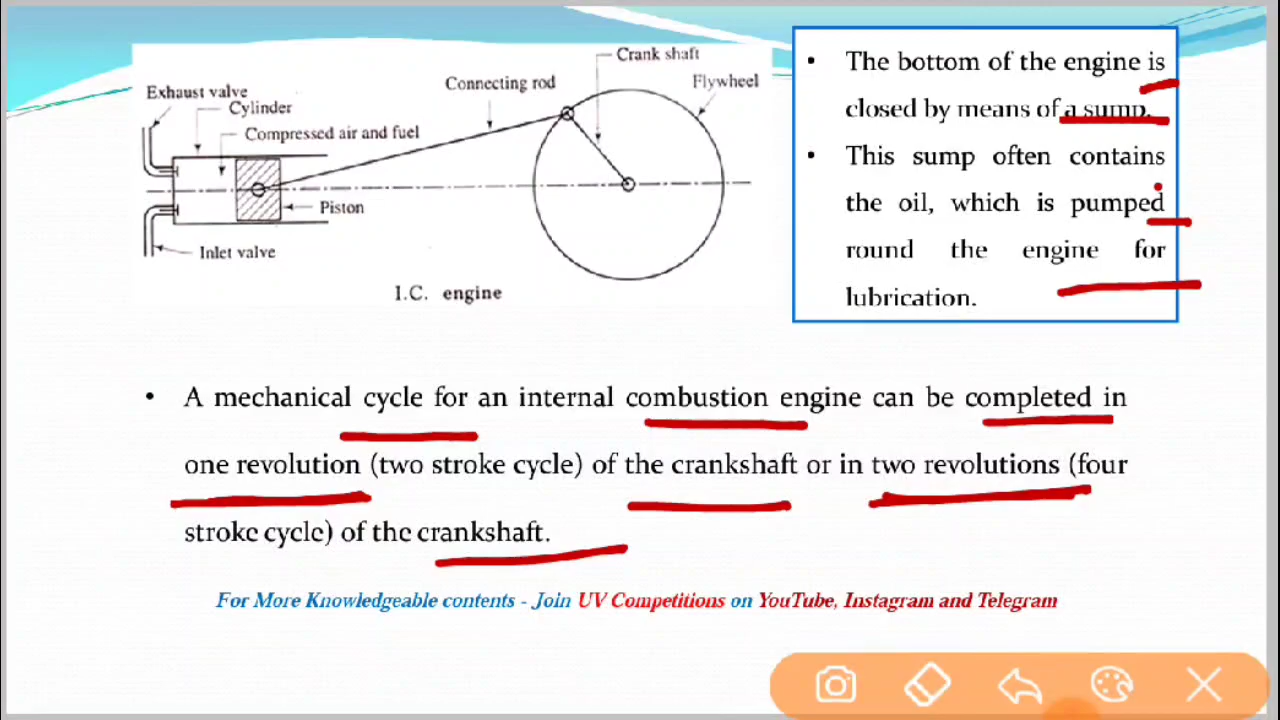 Crank shaft
Connecting rod
Flywheel
Exhaust valve
Cylinder
Compressed air and fuel
Piston
Inlet valve
I.C. engine
• The bottom of the engine is
closed by means of a sump.
• This sump often contains
the oil, which is pumped
round the engine for
lubrication.
• A mechanical cycle for an internal combustion engine can be completed in
one revolution (two stroke cycle) of the crankshaft or in two revolutions (four
stroke cycle) of the crankshaft.
For More Knowledgeable contents - Join UV Competitions on YouTube, Instagram and Telegram